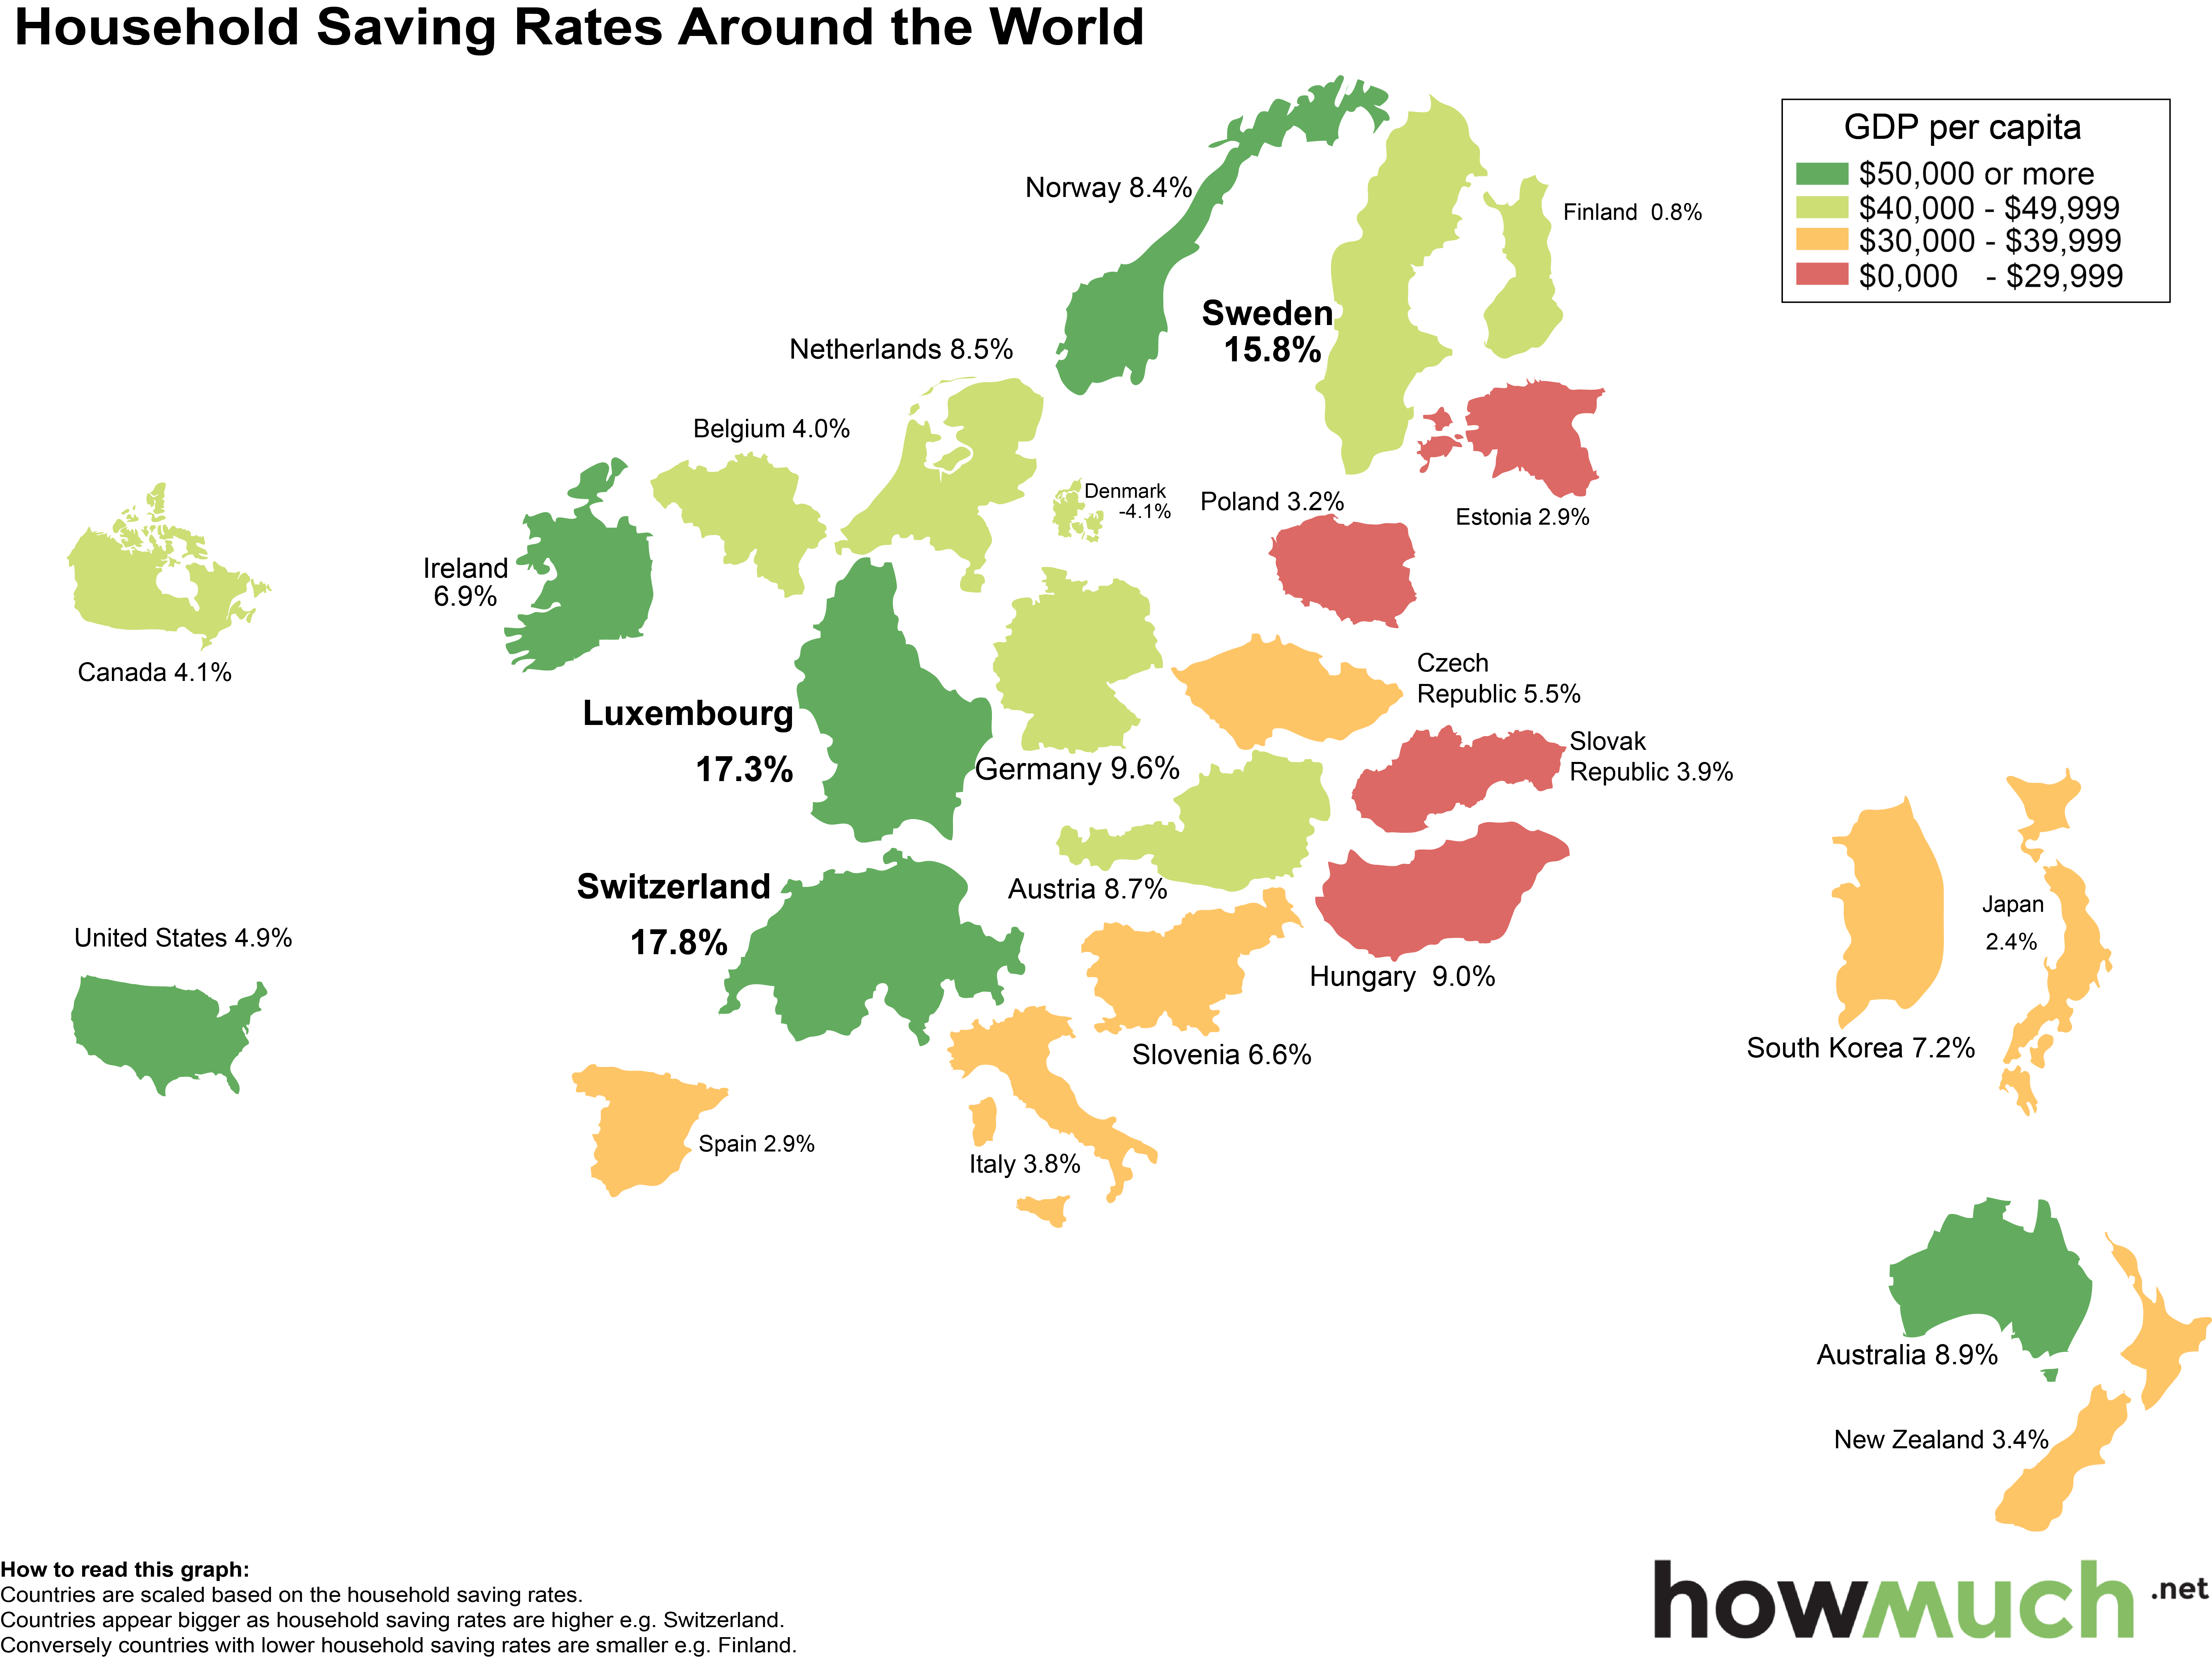 Household Saving Rates Around the World
GDP per capita
$50,000 or more
$40,000 - $49,999
$30,000 - $39,999
$0,000 - $29,999
Norway 8.4%
Finland 0.8%
Sweden
15.8%
Netherlands 8.5%
Belgium 4.0%
Denmark
-4.1%
Poland 3.2%
Estonia 2.9%
Ireland
6.9%
Canada 4.1%
Czech
Republic 5.5%
Luxembourg
17.3%
Germany 9.6%
Slovak
Republic 3.9%
Switzerland
17.8%
Austria 8.7%
United States 4.9%
Hungary 9.0%
Japan
2.4%
South Korea 7.2%
Slovenia 6.6%
Spain 2.9%
Italy 3.8%
Australia 8.9%
New Zealand 3.4%
How to read this graph:
Countries are scaled based on the household saving rates.
Countries appear bigger as household saving rates are higher e.g. Switzerland.
Conversely countries with lower household saving rates are smaller e.g. Finland.
howmuch.net